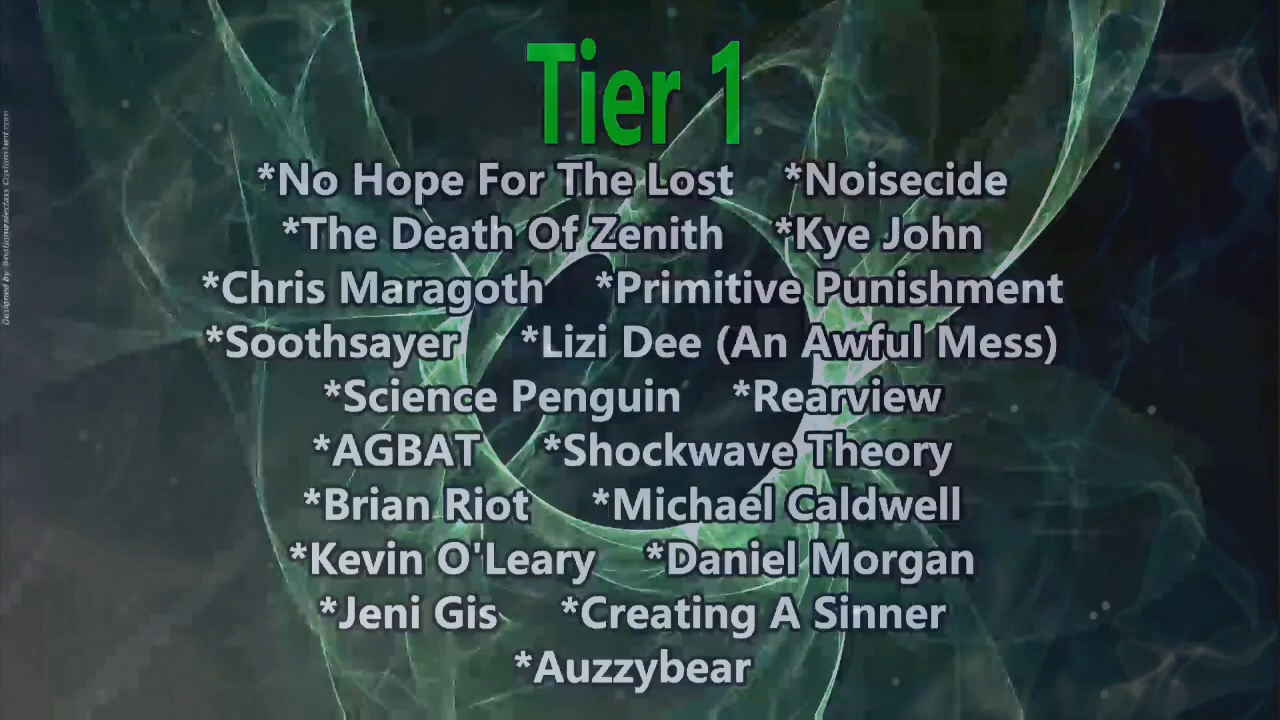 Tier 1
*No Hope For The Lost *Noisecide
*The Death Of Zenith *Kye John
*Chris Maragoth *Primitive Punishment
*Soothsayer *Lizi Dee (An Awful Mess)
*Science Penguin *Rearview
*AGBAT *Shockwave Theory
*Brian Riot *Michael Caldwell
*Kevin O'Leary *Daniel Morgan
*Jeni Gis *Creating A Sinner
*Auzzybear
Designed by